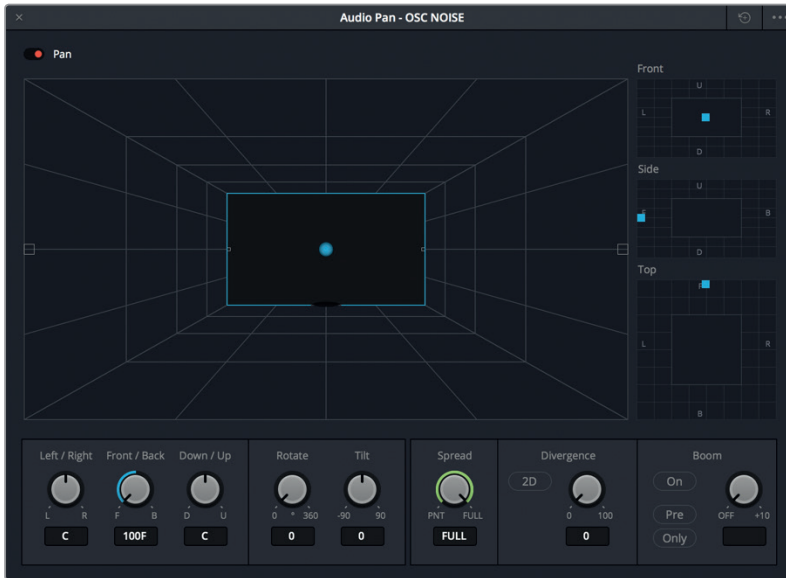 Audio Pan - OSC NOISE
Pan
Front
U
L R
D
Side
U
B
D
Top
F
L R
B
Left / Right Front / Back Down / Up Rotate Tilt Spread Divergence Boom
2D On
L R F B D U 0 ° 360 -90 90 PNT FULL 0 100 OFF +10
Pre
C 100F C 0 0 FULL 0
Only